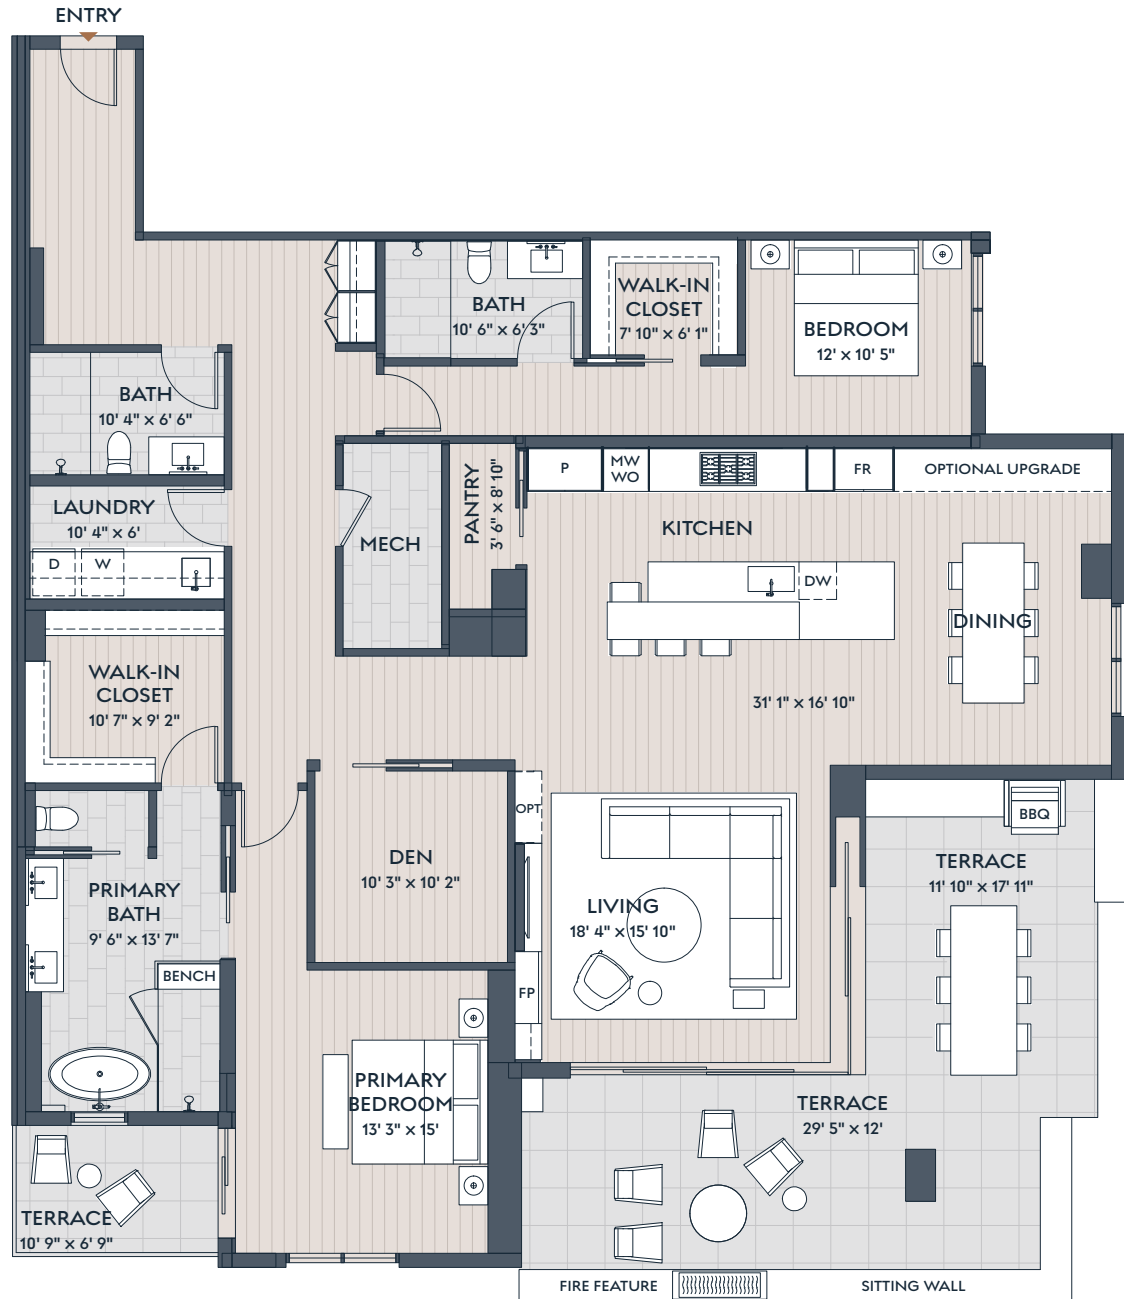 ENTRY
BATH
10' 6" x 6' 3"
WALK-IN
CLOSET
7' 10" x 6' 1"
BEDROOM
12' x 10' 5"
BATH
10' 4" x 6' 6"
LAUNDRY
10' 4" x 6'
D
W
MECH
PANTRY
3' 6" x 8' 10"
P
MW
WO
FR
OPTIONAL UPGRADE
KITCHEN
DW
DINING
31' 1" x 16' 10"
WALK-IN
CLOSET
10' 7" x 9' 2"
PRIMARY
BATH
9' 6" x 13' 7"
BENCH
DEN
10' 3" x 10' 2"
OPT
LIVING
18' 4" x 15' 10"
FP
BBQ
TERRACE
11' 10" x 17' 11"
PRIMARY
BEDROOM
13' 3" x 15'
TERRACE
29' 5" x 12'
TERRACE
10' 9" x 6' 9"
FIRE FEATURE
SITTING WALL